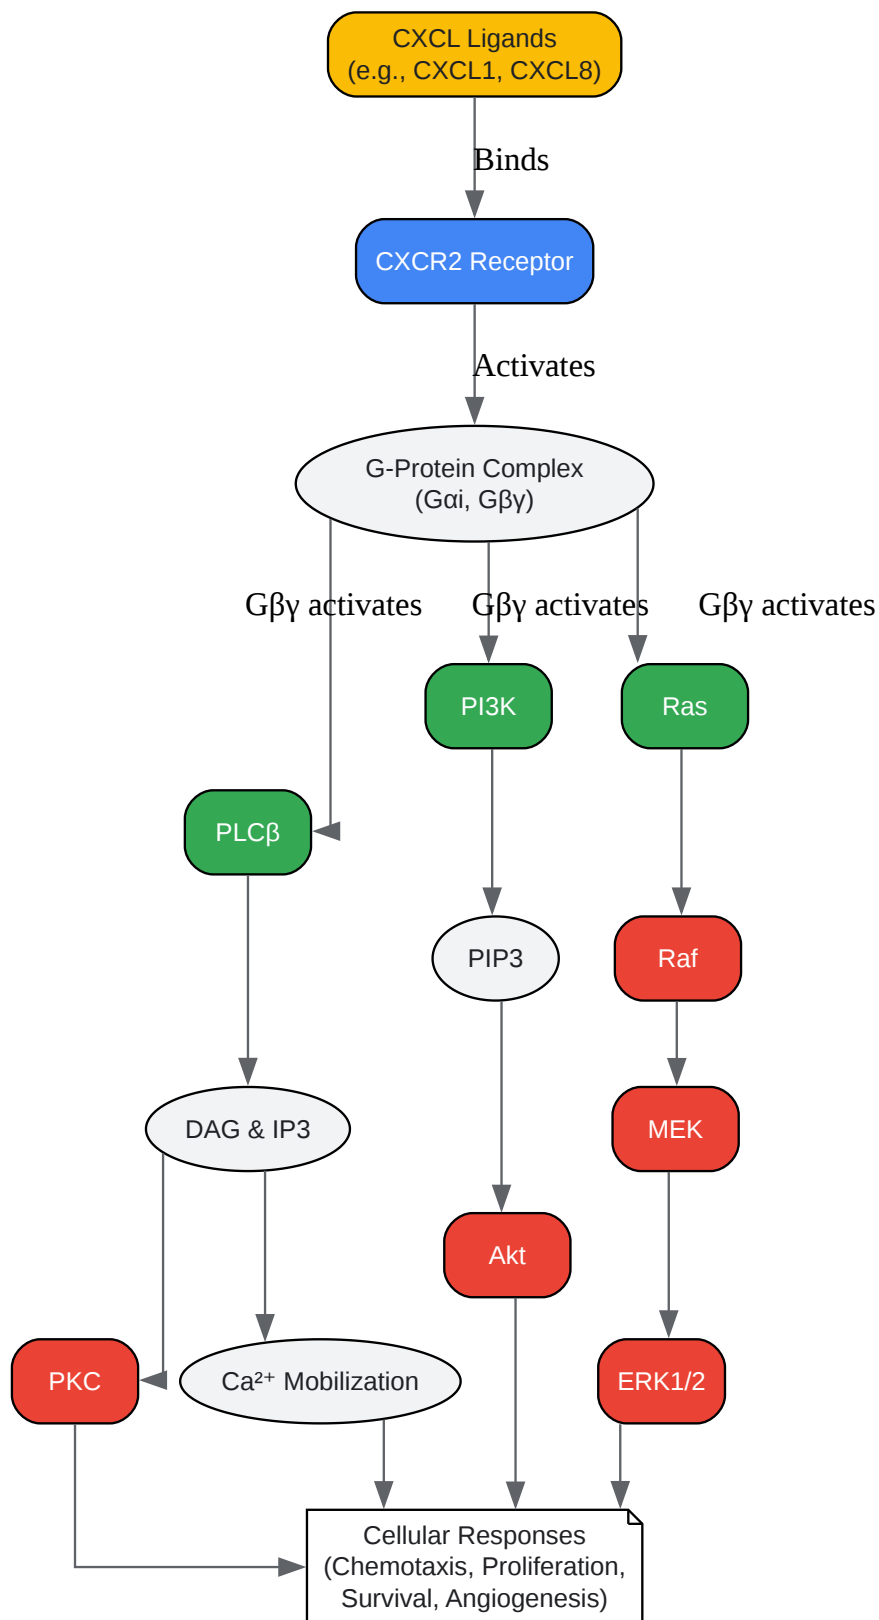 CXCL Ligands
(e.g., CXCL1, CXCL8)
Binds
CXCR2 Receptor
Activates
G-Protein Complex
(Gαi, Gβγ)
Gβγ activates
Gβγ activates
Gβγ activates
PI3K
Ras
PLCβ
PIP3
Raf
DAG & IP3
MEK
Akt
PKC
Ca²⁺ Mobilization
ERK1/2
Cellular Responses
(Chemotaxis, Proliferation,
Survival, Angiogenesis)